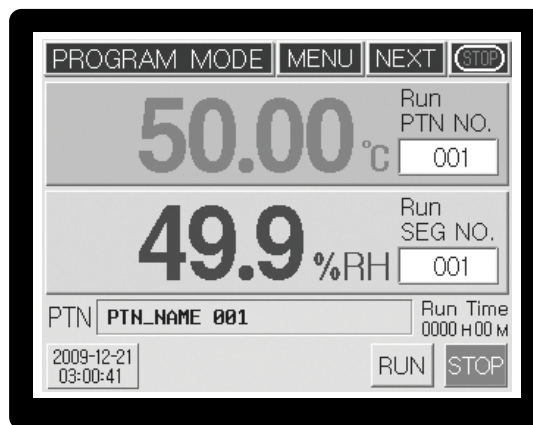 PROGRAM MODE MENU NEXT STOP
50.00 °C
Run
PTN NO.
001
49.9 %RH
Run
SEG NO.
001
PTN PTN_NAME 001
Run Time
0000 H 00 M
2009-12-21
03:00:41
RUN STOP